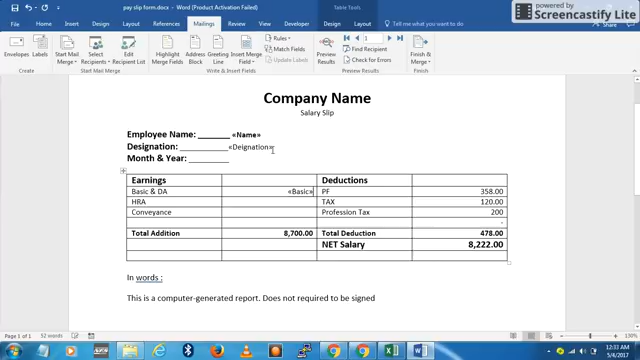 pay slip form.docx - Word (Product Activation Failed)
Table Tools
powered by
Screencastify Lite
File Home Insert Draw Design Layout References Mailings Review View Developer Design Layout Tell me what you want to do
Envelopes Labels
Start Mail Merge Select Recipients Edit Recipient List
Highlight Merge Fields Address Block Greeting Line Insert Merge Field
Rules
Match Fields
Preview Results
1
Find Recipient
Check for Errors
Finish & Merge
Create Start Mail Merge Write & Insert Fields Preview Results Finish
Company Name
Salary Slip
Employee Name: «Name»
Designation: «Deignation»
Month & Year:
Earnings Deductions
Basic & DA «Basic» PF 358.00
HRA TAX 120.00
Conveyance Profession Tax 200
-
Total Addition 8,700.00 Total Deduction 478.00
NET Salary 8,222.00
In words :
This is a computer-generated report. Does not required to be signed
Page 1 of 1 52 words
12:33 AM
5/4/2017